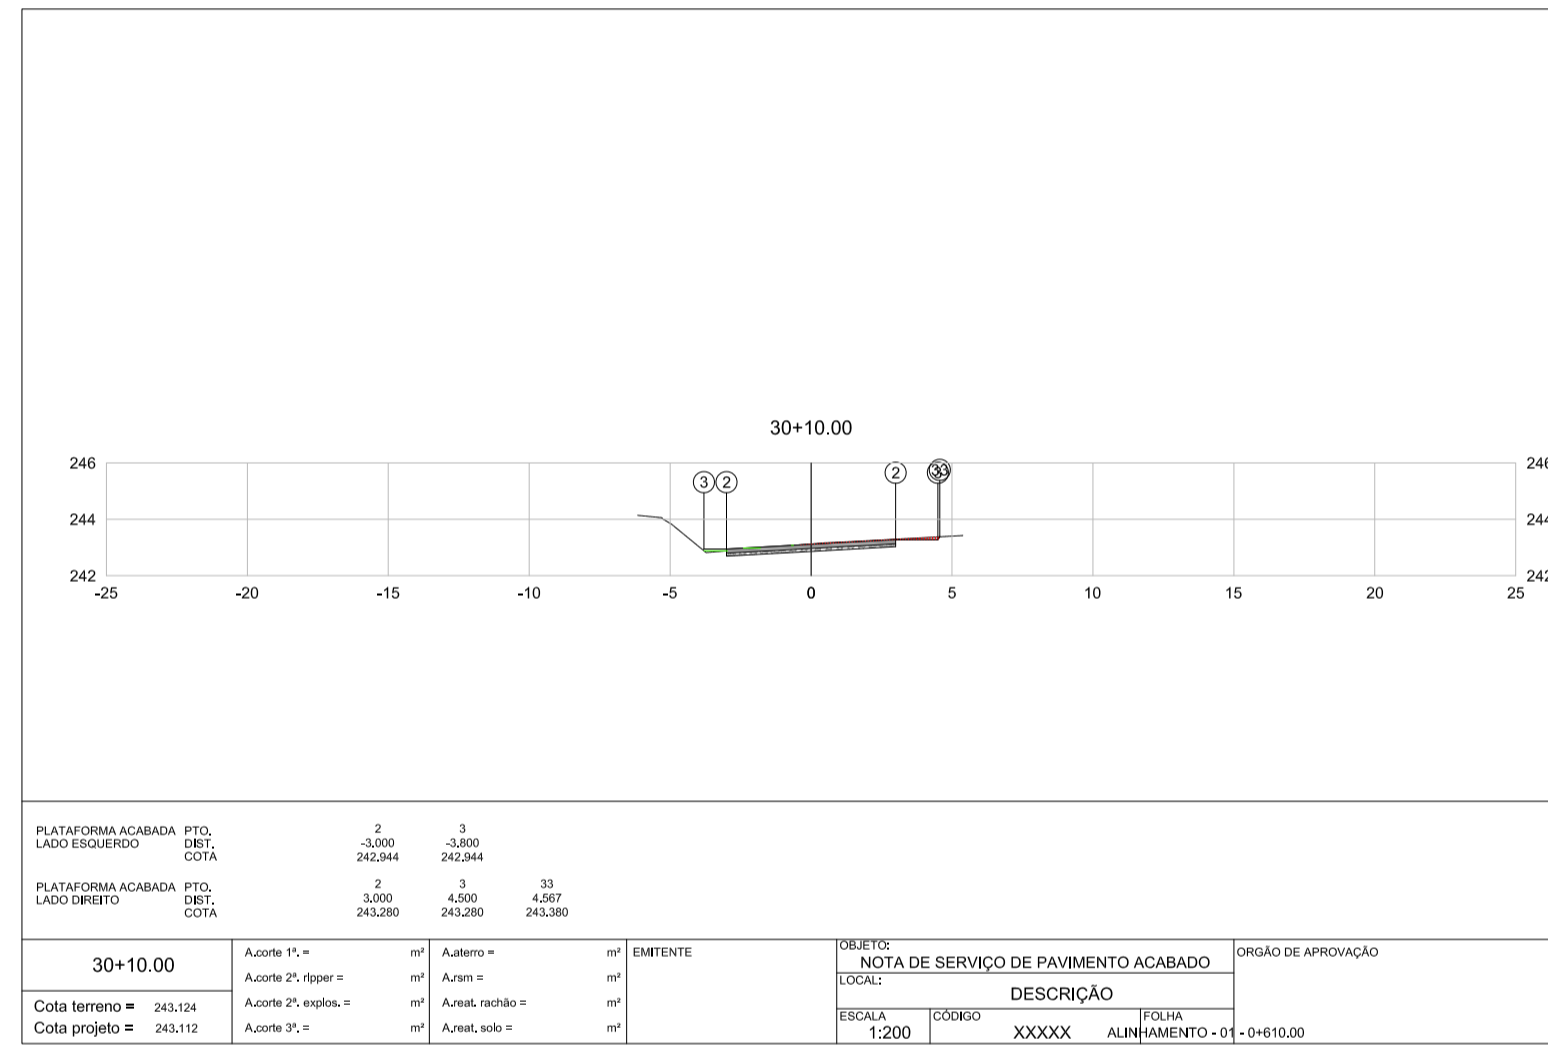 30+10.00
246
246
3
2
2
3
33
244
244
242
242
-25
-20
-15
-10
-5
0
5
10
15
20
25
PLATAFORMA ACABADA PTO. 2 3
LADO ESQUERDO DIST. -3.000 -3.800
COTA 242.944 242.944
PLATAFORMA ACABADA PTO. 2 3 33
LADO DIREITO DIST. 3.000 4.500 4.567
COTA 243.280 243.280 243.380
30+10.00
Cota terreno = 243.124
Cota projeto = 243.112
A.corte 1ª. = m²
A.corte 2ª. ripper = m²
A.corte 2ª. explos. = m²
A.corte 3ª. = m²
A.aterro = m²
A.rsm = m²
A.reat. rachão = m²
A.reat. solo = m²
EMITENTE
OBJETO:
NOTA DE SERVIÇO DE PAVIMENTO ACABADO
LOCAL:
DESCRIÇÃO
ESCALA
1:200
CÓDIGO
XXXXX
FOLHA
ALINHAMENTO - 01 - 0+610.00
ORGÃO DE APROVAÇÃO